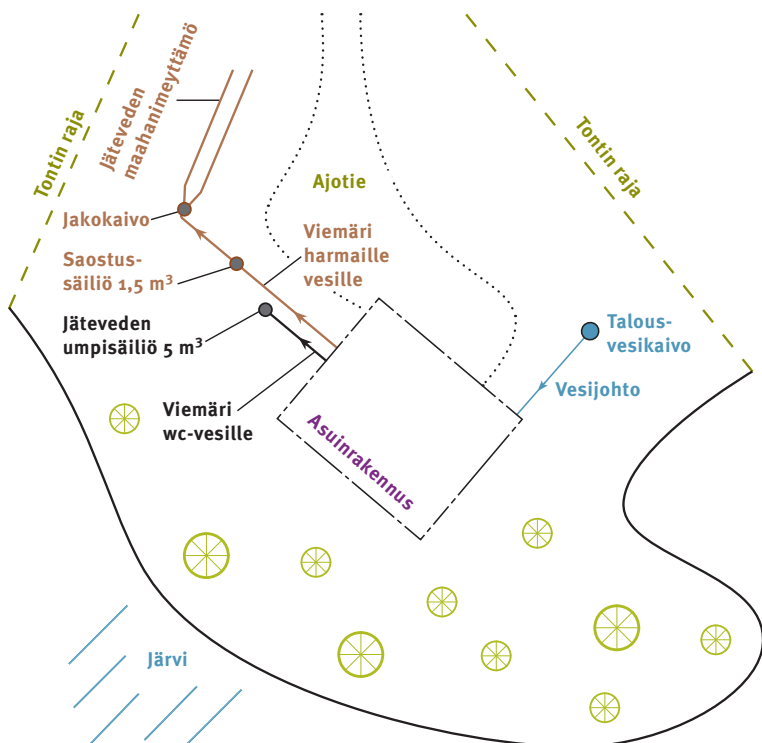 Jäteveden
maahanimeyttämö
Tontin raja
Tontin raja
Ajotie
Jakokaivo
Viemäri
harmaille
vesille
Saostus-
säiliö 1,5 m³
Jäteveden
umpisäiliö 5 m³
Talous-
vesikaivo
Vesijohto
Viemäri
wc-vesille
Asuinrakennus
Järvi